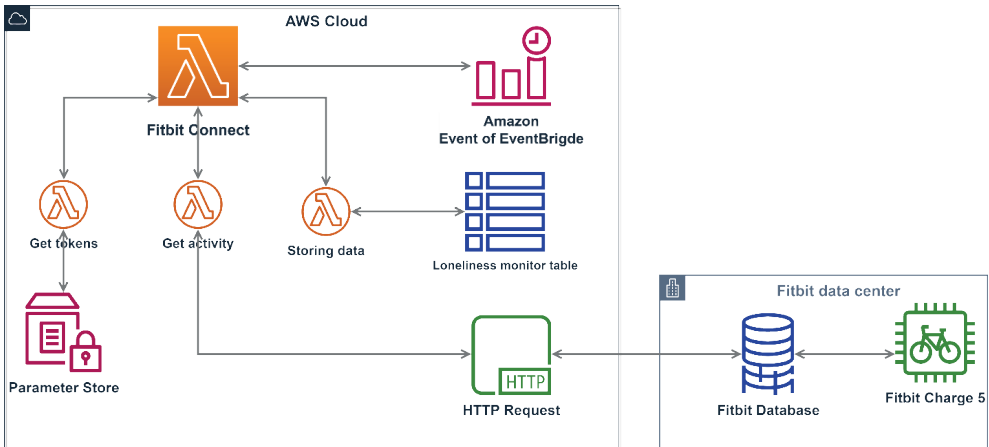 AWS Cloud
Fitbit Connect
Amazon
Event of EventBrigde
Get tokens
Get activity
Storing data
Loneliness monitor table
Fitbit data center
Parameter Store
HTTP
HTTP Request
Fitbit Database
Fitbit Charge 5